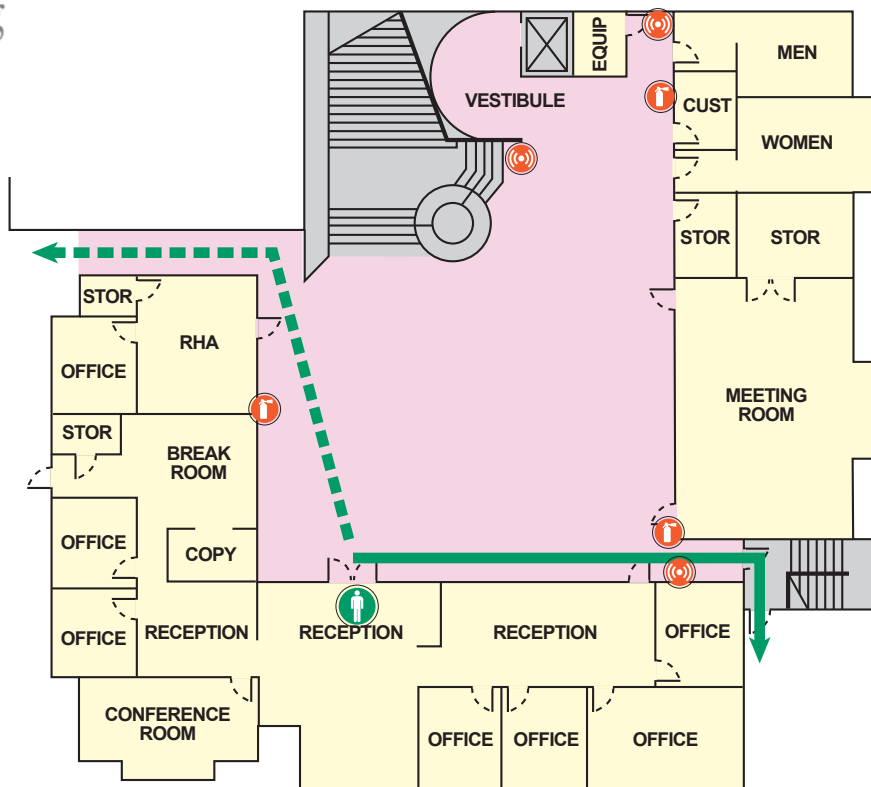 EQUIP
MEN
VESTIBULE
CUST
WOMEN
STOR
STOR
STOR
RHA
OFFICE
MEETING
ROOM
STOR
BREAK
ROOM
OFFICE
COPY
OFFICE
RECEPTION
RECEPTION
RECEPTION
OFFICE
CONFERENCE
ROOM
OFFICE
OFFICE
OFFICE